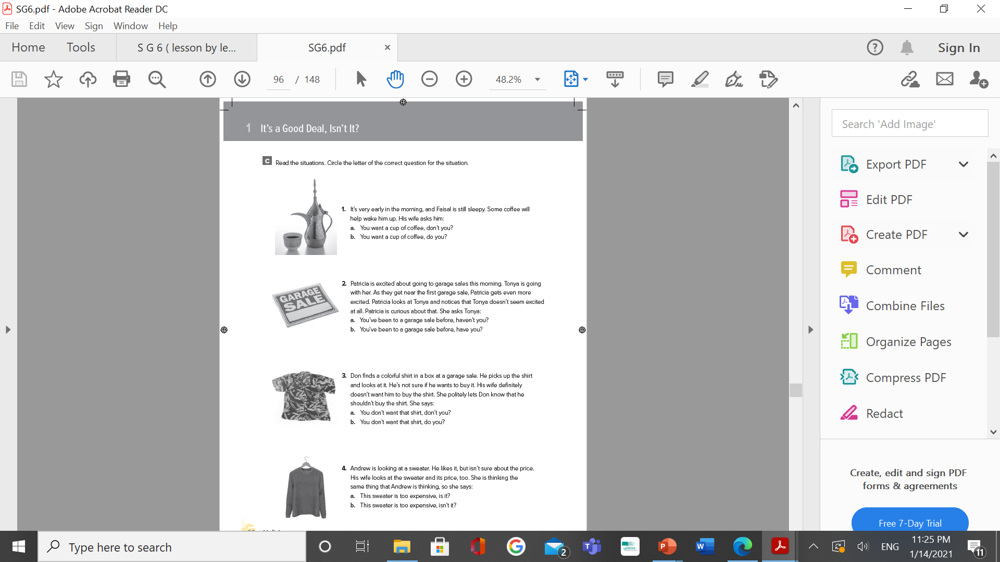 SG6.pdf - Adobe Acrobat Reader DC
File Edit View Sign Window Help
Home Tools S G 6 ( lesson by le... SG6.pdf × Sign In
96 / 148 48.2%
1 It's a Good Deal, Isn't It?
C Read the situations. Circle the letter of the correct question for the situation.
1. It's very early in the morning, and Faisal is still sleepy. Some coffee will
help wake him up. His wife asks him:
a. You want a cup of coffee, don't you?
b. You want a cup of coffee, do you?
GARAGE
SALE
2. Patricia is excited about going to garage sales this morning. Tonya is going
with her. As they get near the first garage sale, Patricia gets even more
excited. Patricia looks at Tonya and notices that Tonya doesn't seem excited
at all. Patricia is curious about that. She asks Tonya:
a. You've been to a garage sale before, haven't you?
b. You've been to a garage sale before, have you?
3. Don finds a colorful shirt in a box at a garage sale. He picks up the shirt
and looks at it. He's not sure if he wants to buy it. His wife definitely
doesn't want him to buy the shirt. She politely lets Don know that he
shouldn't buy the shirt. She says:
a. You don't want that shirt, don't you?
b. You don't want that shirt, do you?
4. Andrew is looking at a sweater. He likes it, but isn't sure about the price.
His wife looks at the sweater and its price, too. She is thinking the
same thing that Andrew is thinking, so she says:
a. This sweater is too expensive, is it?
b. This sweater is too expensive, isn't it?
Search 'Add Image'
Export PDF
Edit PDF
Create PDF
Comment
Combine Files
Organize Pages
Compress PDF
Redact
Create, edit and sign PDF
forms & agreements
Free 7-Day Trial
Type here to search
2
ENG
11:25 PM
1/14/2021
11